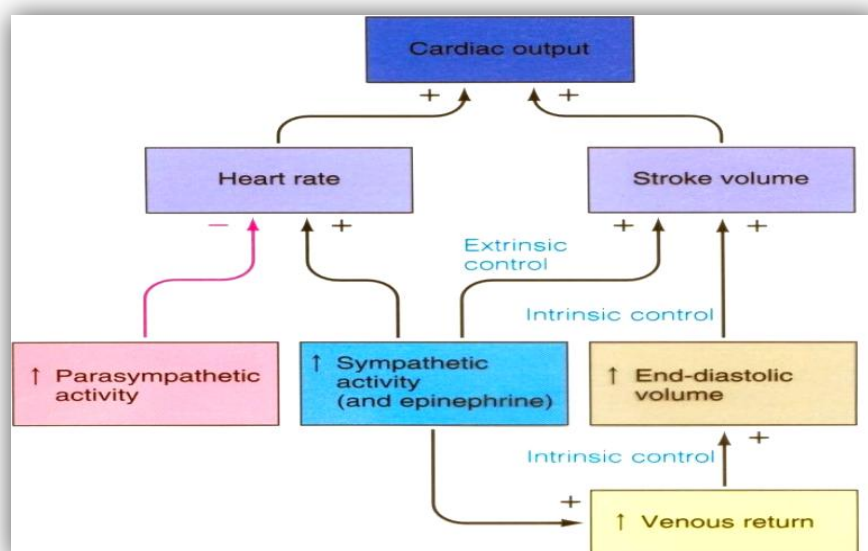 Cardiac output
+ +
Heart rate
Stroke volume
− + + +
Extrinsic
control
Intrinsic control
↑ Parasympathetic
activity
↑ Sympathetic
activity
(and epinephrine)
↑ End-diastolic
volume
+
Intrinsic control
+
↑ Venous return